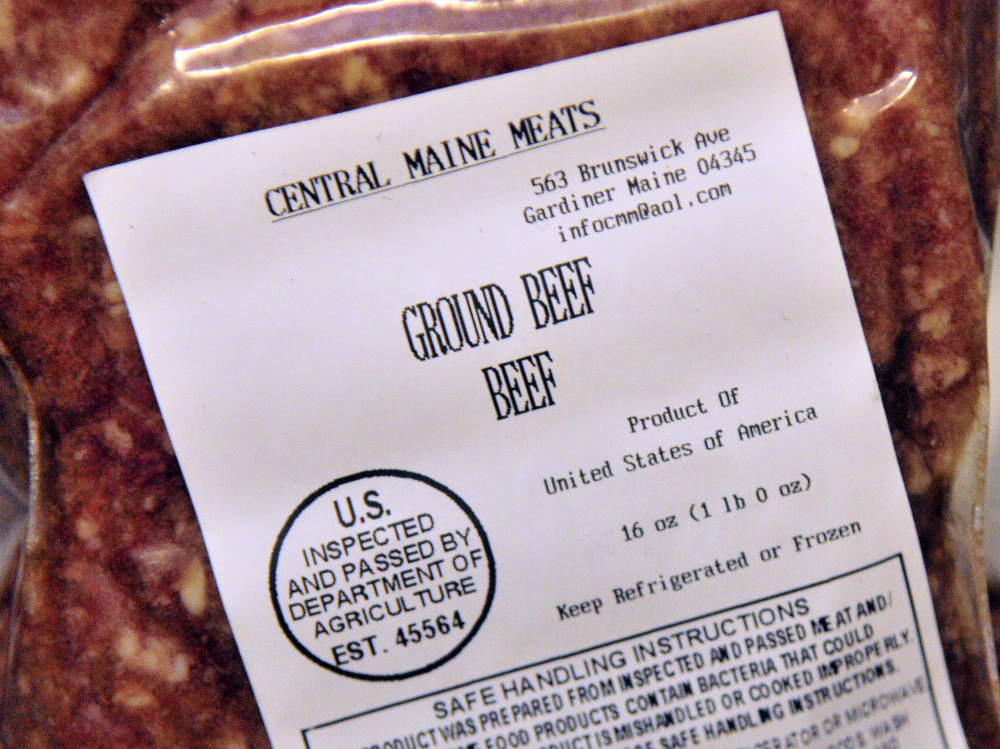 CENTRAL MAINE MEATS
563 Brunswick Ave
Gardiner Maine 04345
infocmm@aol.com
GROUND BEEF
BEEF
Product Of
United States of America
16 oz (1 lb 0 oz)
Keep Refrigerated or Frozen
U.S.
INSPECTED
AND PASSED BY
DEPARTMENT OF
AGRICULTURE
EST. 45564
SAFE HANDLING INSTRUCTIONS
WAS PREPARED FROM INSPECTED AND PASSED MEAT AND/
FOOD PRODUCTS CONTAIN BACTERIA THAT COULD
IS MISHANDLED OR COOKED IMPROPERLY.
SAFE HANDLING INSTRUCTIONS.
OR MICROWAVE
WASH